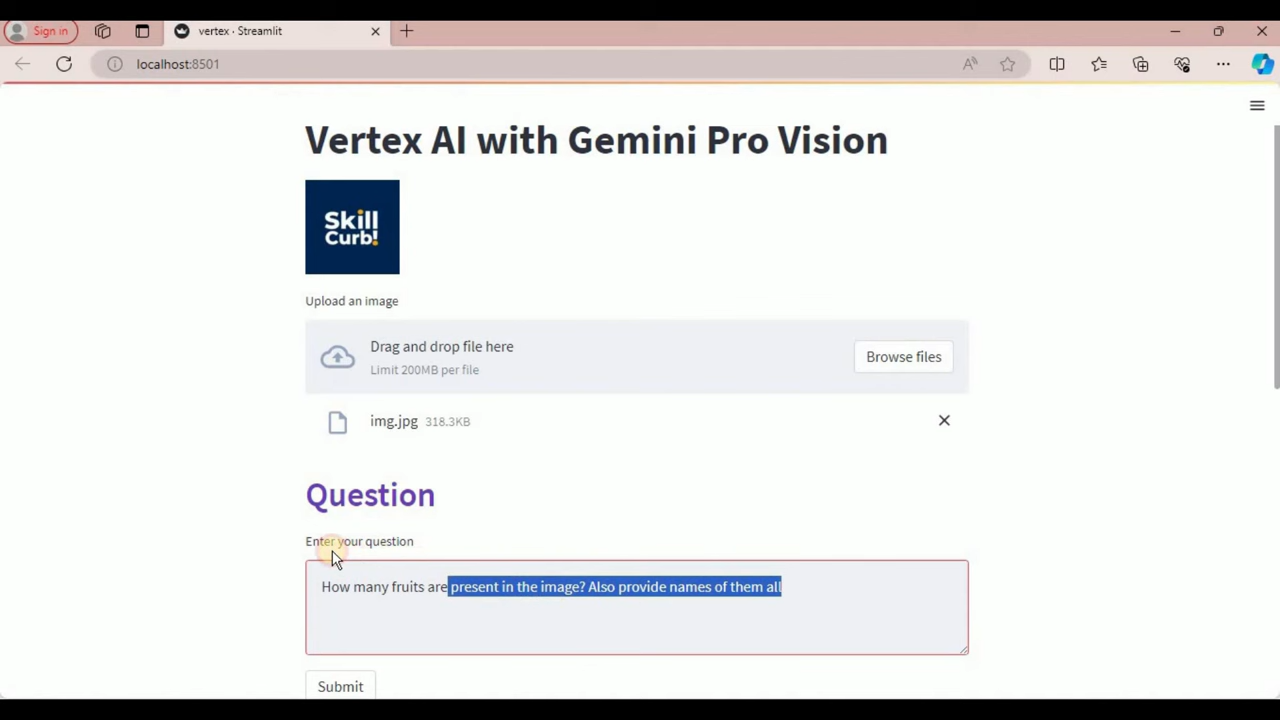 Sign in
vertex · Streamlit
localhost:8501
Vertex AI with Gemini Pro Vision
Skill
Curb!
Upload an image
Drag and drop file here
Limit 200MB per file
Browse files
img.jpg 318.3KB
Question
Enter your question
How many fruits are present in the image? Also provide names of them all
Submit